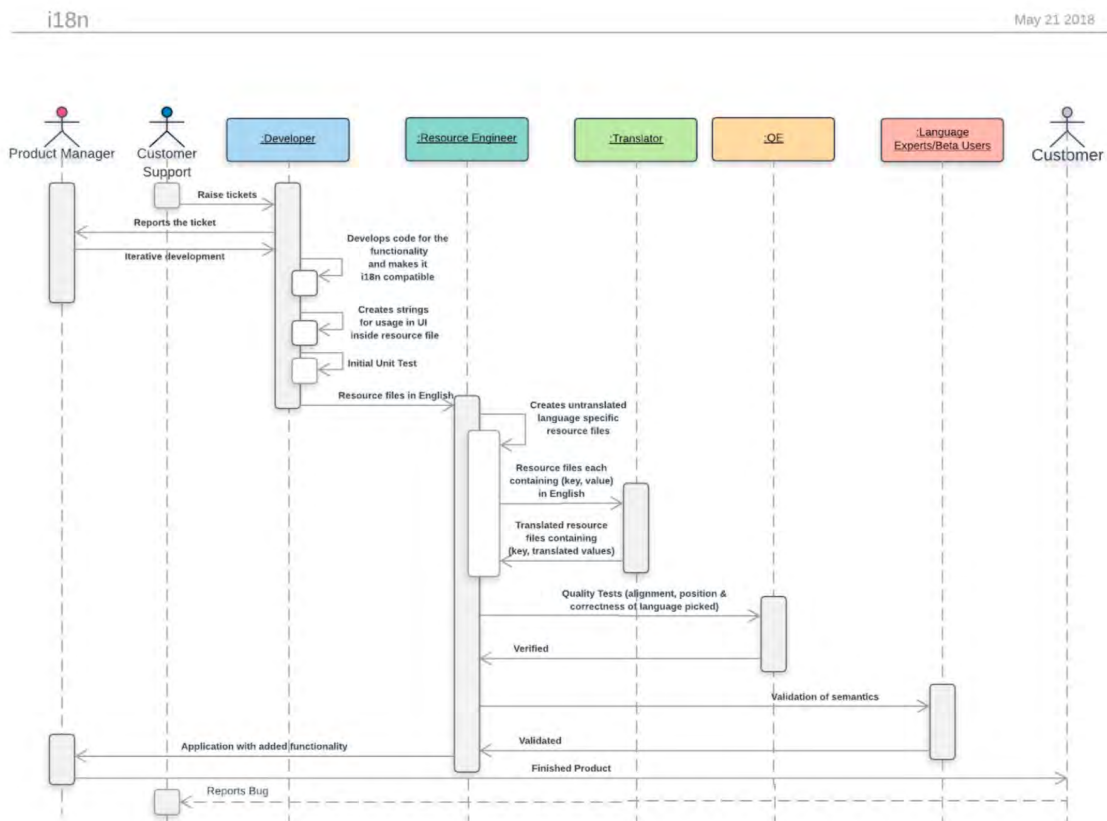 i18n
May 21 2018
Product Manager
Customer
Support
:Developer
:Resource Engineer
:Translator
:QE
:Language
Experts/Beta Users
Customer
Raise tickets
Reports the ticket
Iterative development
Develops code for the
functionality
and makes it
i18n compatible
Creates strings
for usage in UI
inside resource file
Initial Unit Test
Resource files in English
Creates untranslated
language specific
resource files
Resource files each
containing (key, value)
in English
Translated resource
files containing
(key, translated values)
Quality Tests (alignment, position &
correctness of language picked)
Verified
Validation of semantics
Validated
Application with added functionality
Finished Product
Reports Bug